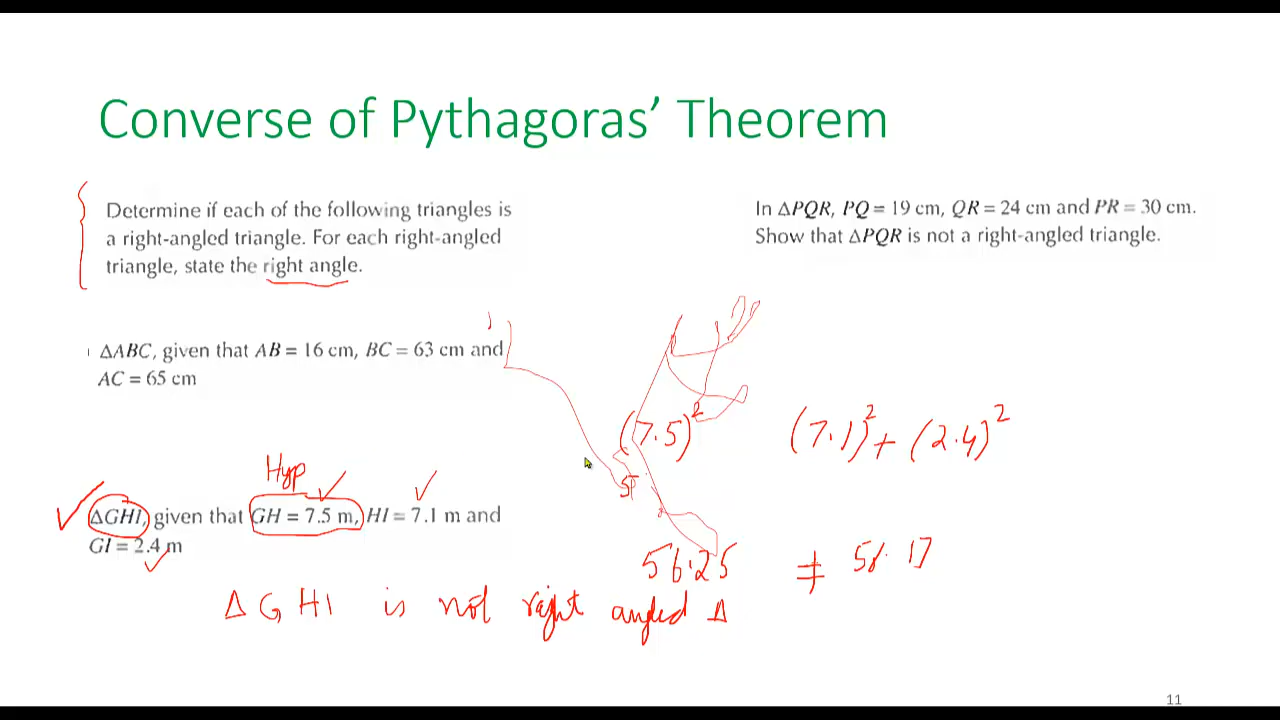 Converse of Pythagoras’ Theorem
Determine if each of the following triangles is
a right-angled triangle. For each right-angled
triangle, state the right angle.
In ΔPQR, PQ = 19 cm, QR = 24 cm and PR = 30 cm.
Show that ΔPQR is not a right-angled triangle.
ΔABC, given that AB = 16 cm, BC = 63 cm and
AC = 65 cm
(7.5)² (7.1)² + (2.4)²
Hyp
ΔGHI, given that GH = 7.5 m, HI = 7.1 m and
GI = 2.4 m
56.25 ≠ 56.17
Δ GHI is not right angled Δ
11